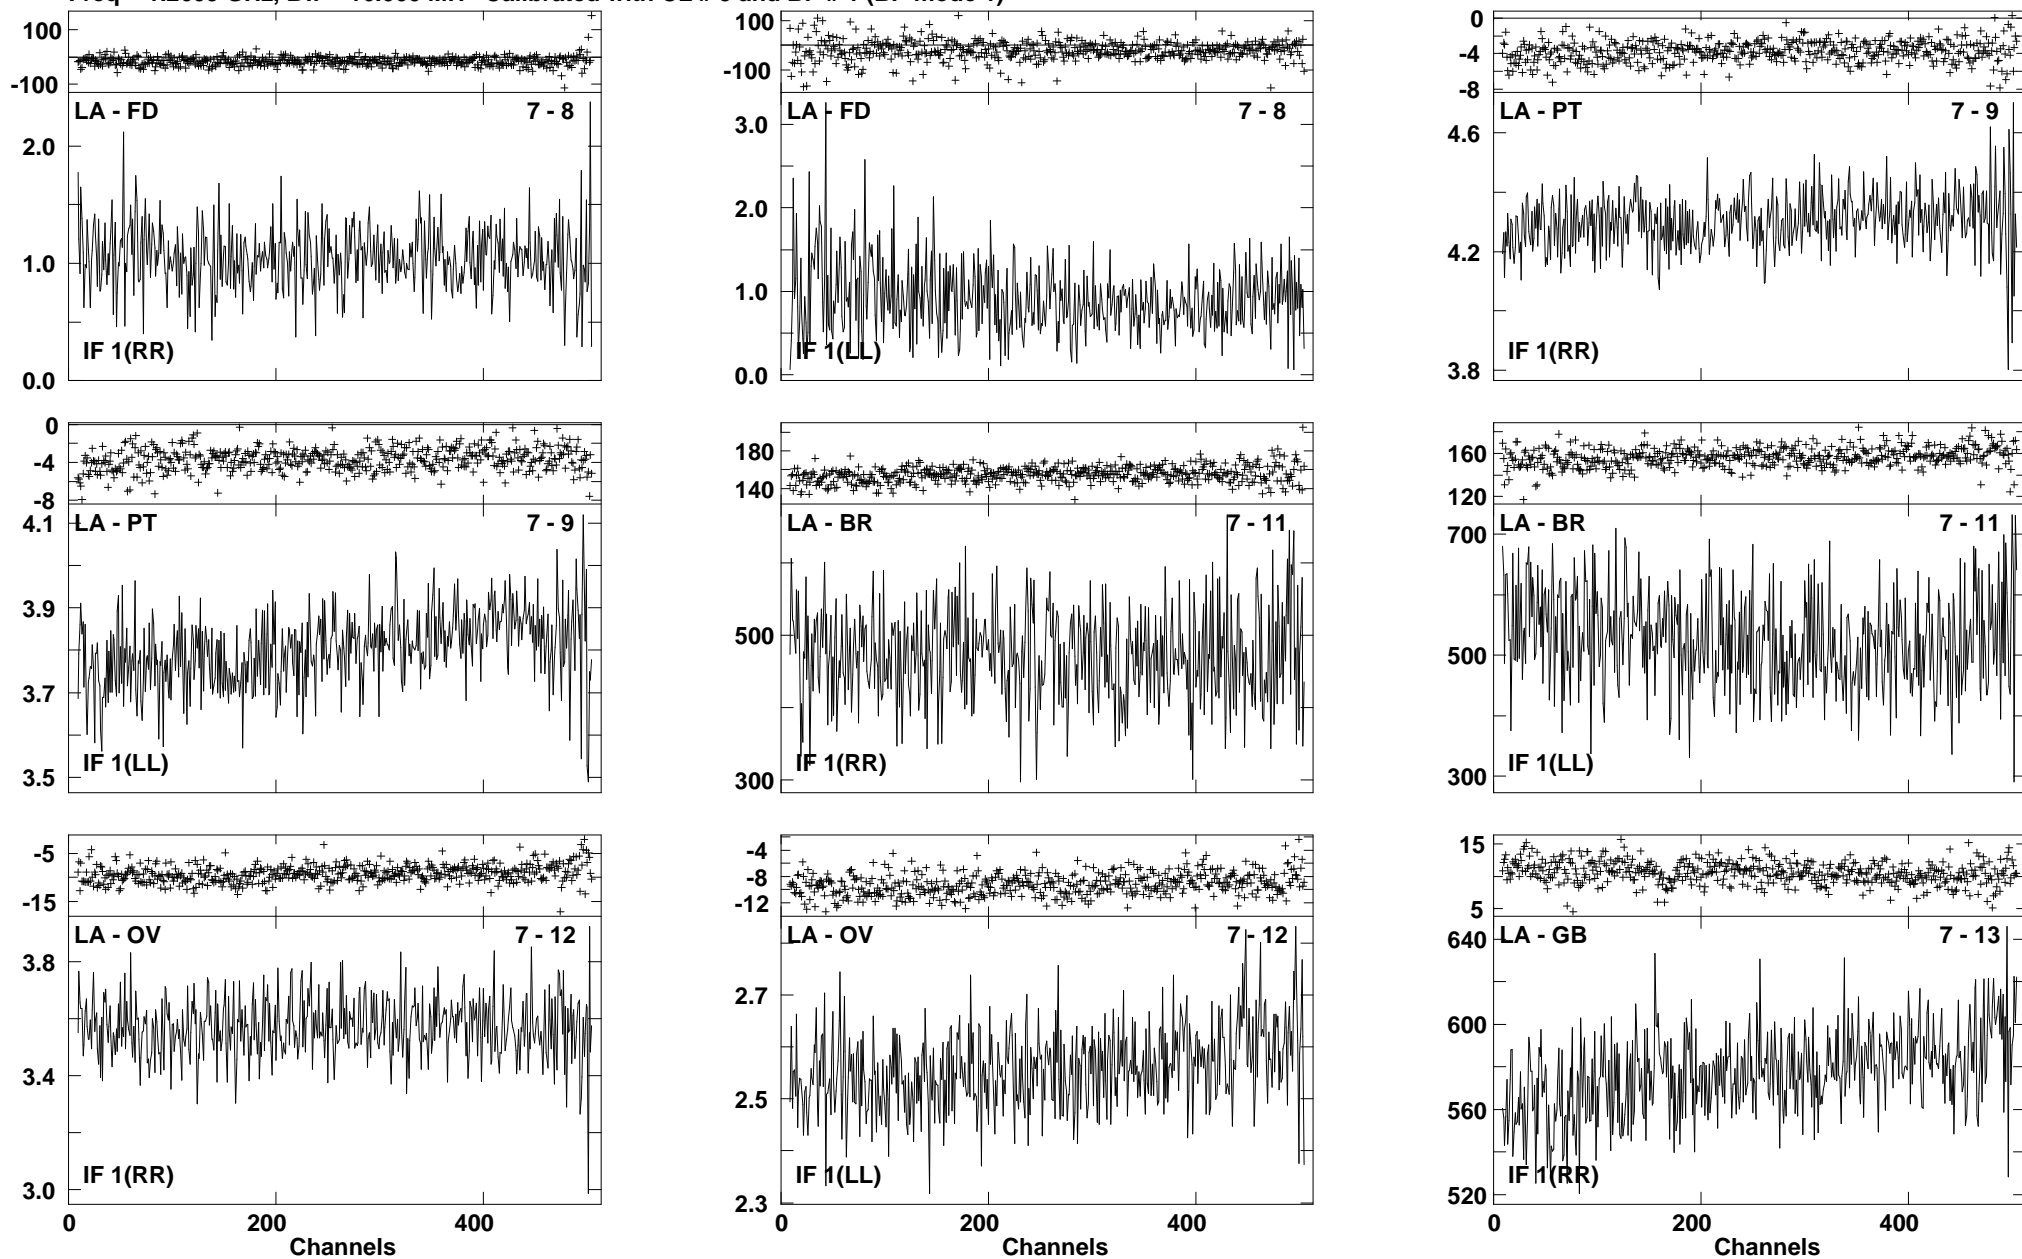 100
-100
LA - FD 7 - 8
2.0
1.0
0.0
IF 1(RR)
100
-100
LA - FD 7 - 8
3.0
2.0
1.0
0.0
IF 1(LL)
0
-4
-8
LA - PT 7 - 9
4.6
4.2
3.8
IF 1(RR)
0
-4
-8
LA - PT 7 - 9
4.1
3.9
3.7
3.5
IF 1(LL)
180
140
LA - BR 7 - 11
500
300
IF 1(RR)
160
120
LA - BR 7 - 11
700
500
300
IF 1(LL)
-5
-15
LA - OV 7 - 12
3.8
3.4
3.0
IF 1(RR)
0 200 400
Channels
-4
-8
-12
LA - OV 7 - 12
2.7
2.5
2.3
IF 1(LL)
0 200 400
Channels
15
5
LA - GB 7 - 13
640
600
560
520
IF 1(RR)
0 200 400
Channels